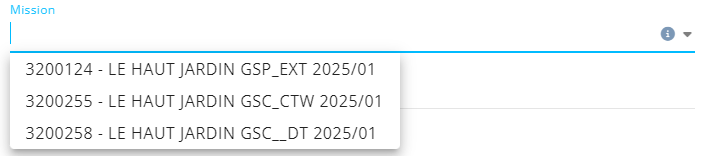 Mission
3200124 - LE HAUT JARDIN GSP_EXT 2025/01
3200255 - LE HAUT JARDIN GSC_CTW 2025/01
3200258 - LE HAUT JARDIN GSC__DT 2025/01